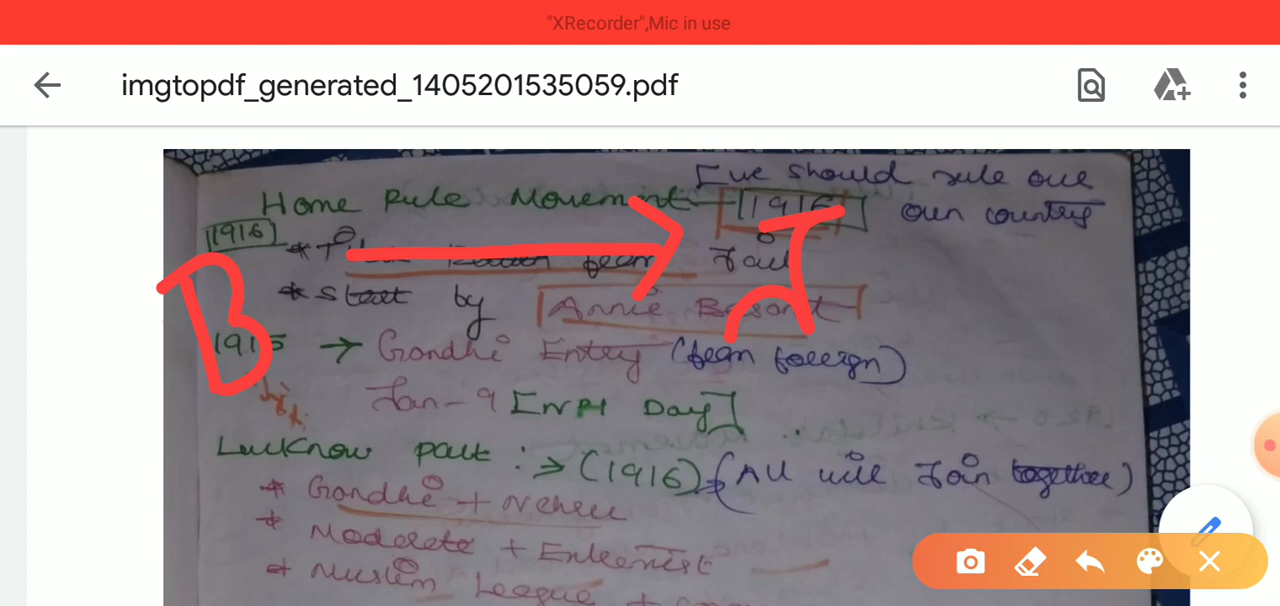 "XRecorder",Mic in use
imgtopdf_generated_1405201535059.pdf
[we should rule our
Home Rule Movement 1916 own country
1916
* Jail
* Start by Annie Besant
1915 → Gandhi Entry (from foreign)
Jan-9 [NRI Day]
Lucknow pact :→ (1916) (All will Join together)
* Gandhi + Nehru
* Moderate + Extremist
* Muslim League +
B
J